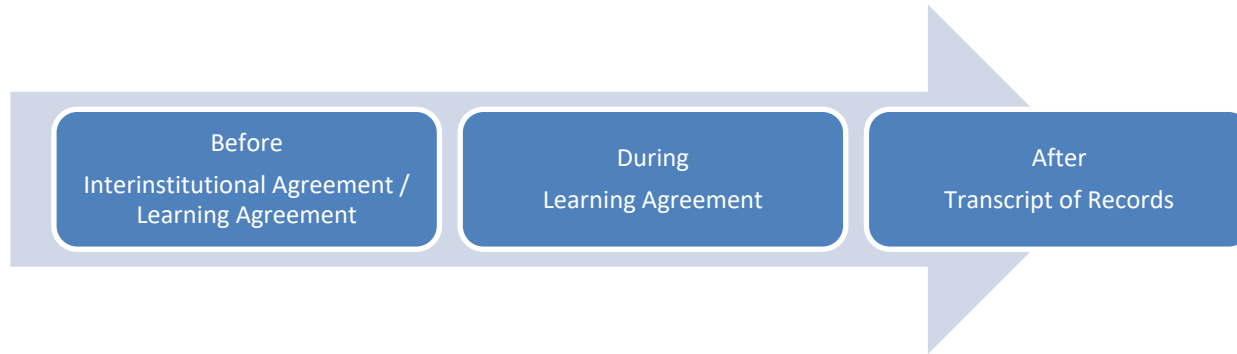 Before
Interinstitutional Agreement /
Learning Agreement
During
Learning Agreement
After
Transcript of Records